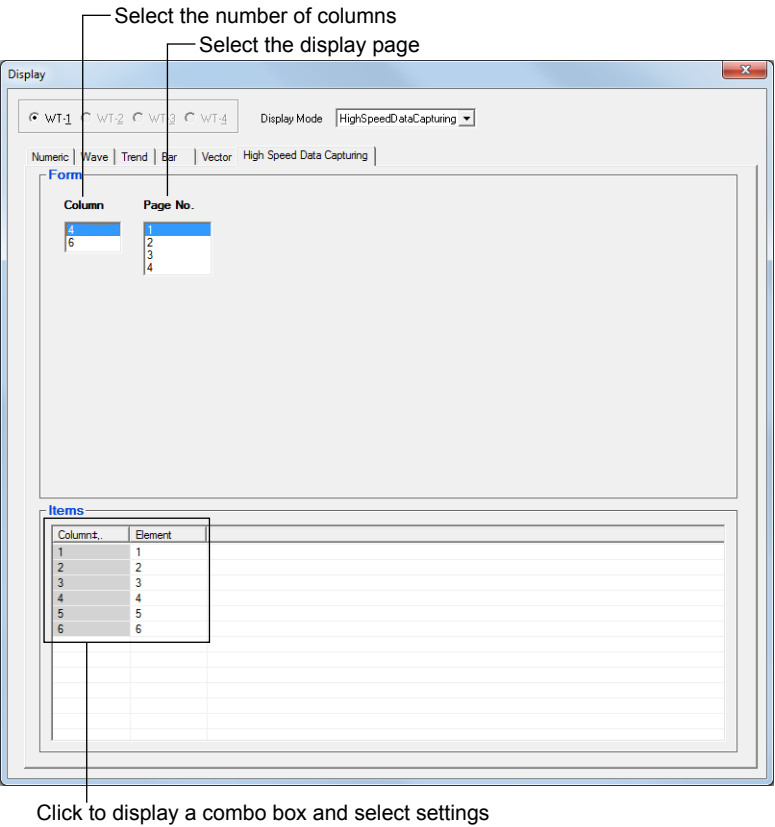 Select the number of columns
Select the display page
Display
WT-1 WT-2 WT-3 WT-4 Display Mode HighSpeedDataCapturing
Numeric Wave Trend Bar Vector High Speed Data Capturing
Form
Column Page No.
4 1
6 2
3
4
Items
Column‡,. Element
1 1
2 2
3 3
4 4
5 5
6 6
Click to display a combo box and select settings